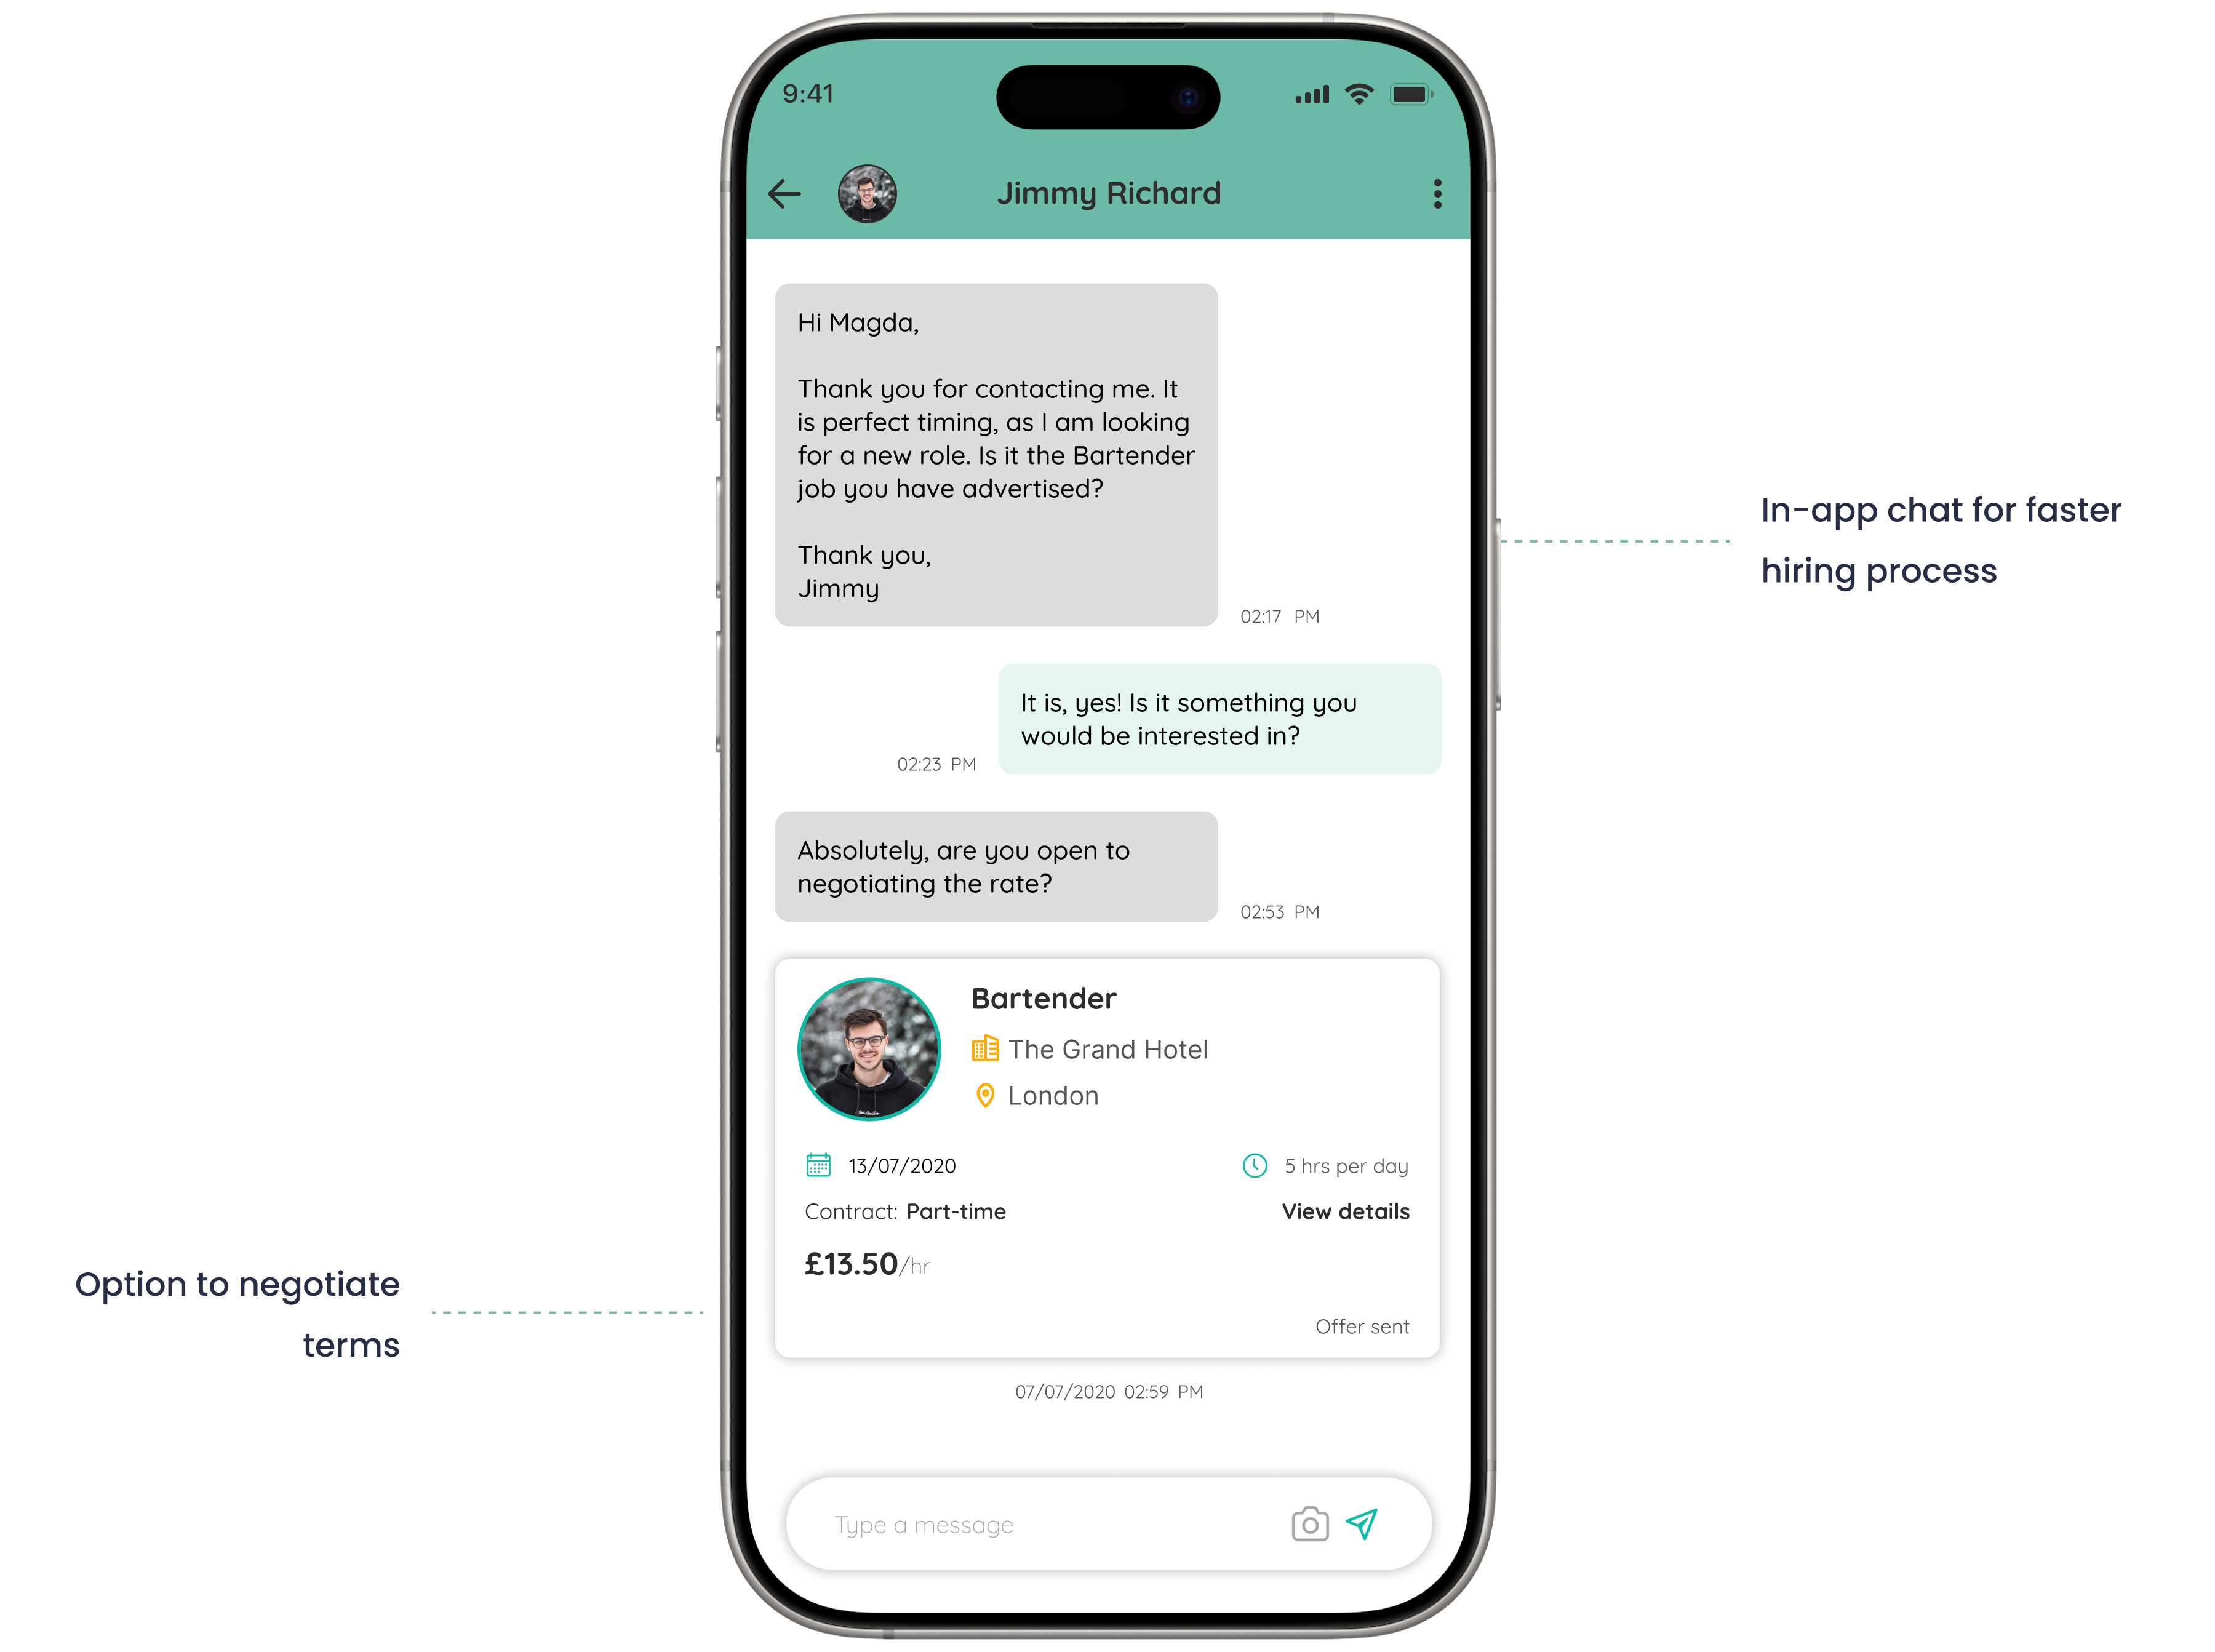 9:41
Jimmy Richard
Hi Magda,
Thank you for contacting me. It
is perfect timing, as I am looking
for a new role. Is it the Bartender
job you have advertised?
Thank you,
Jimmy
02:17 PM
In-app chat for faster
hiring process
It is, yes! Is it something you
would be interested in?
02:23 PM
Absolutely, are you open to
negotiating the rate?
02:53 PM
Bartender
The Grand Hotel
London
13/07/2020
5 hrs per day
Contract: Part-time
View details
£13.50/hr
Option to negotiate
terms
Offer sent
07/07/2020 02:59 PM
Type a message